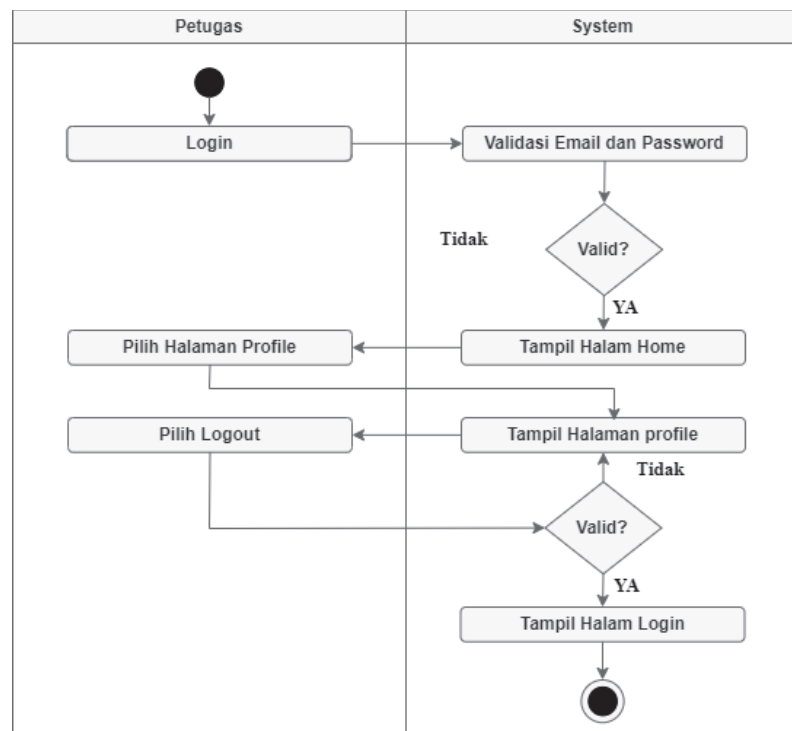 Petugas
System
Login
Validasi Email dan Password
Tidak
Valid?
YA
Pilih Halaman Profile
Tampil Halam Home
Pilih Logout
Tampil Halaman profile
Tidak
Valid?
YA
Tampil Halam Login